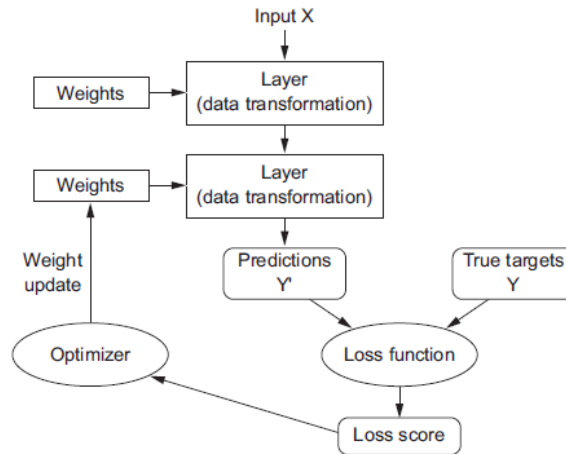 Input X
Weights
Layer
(data transformation)
Weights
Layer
(data transformation)
Weight
update
Predictions
Y'
True targets
Y
Optimizer
Loss function
Loss score